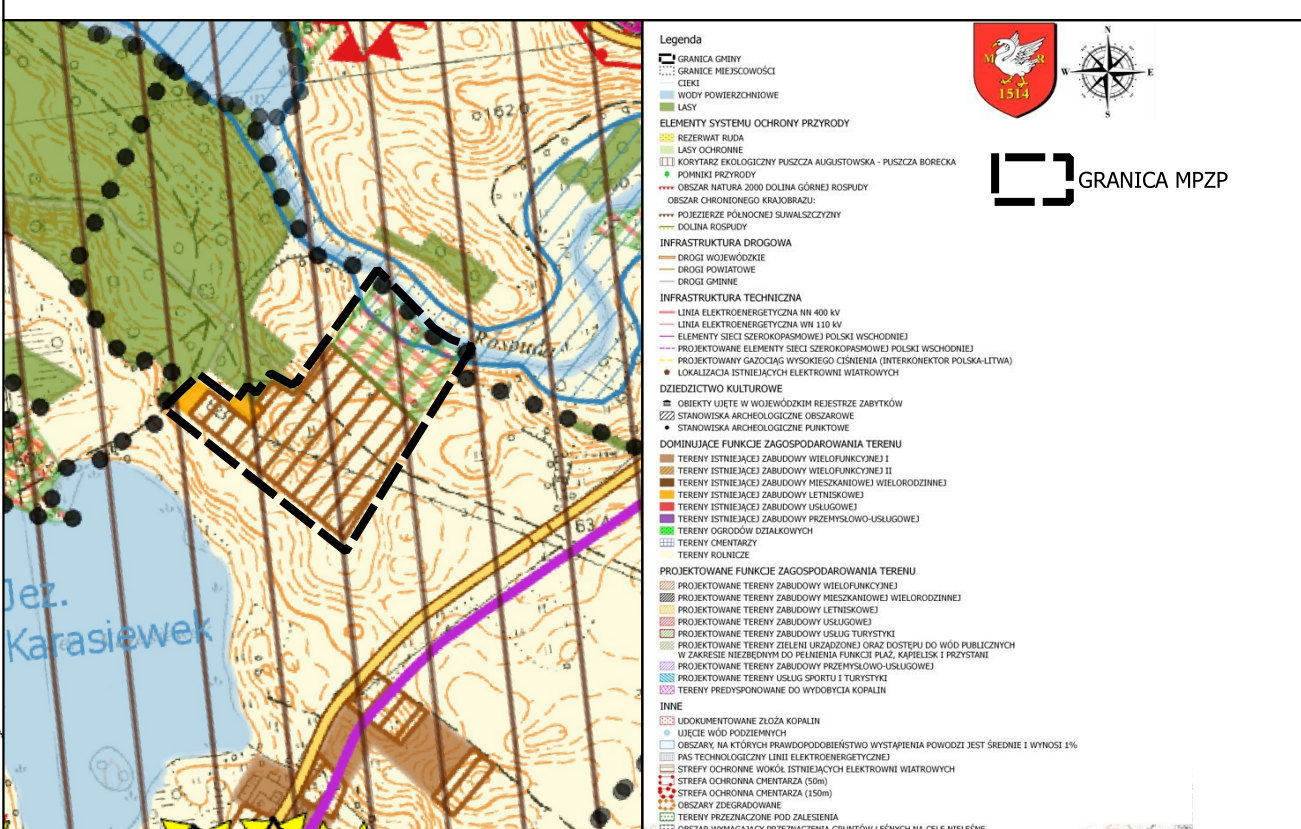 162 0
Rospuda
63.4
Jez.
Karasiewek
Legenda
GRANICA GMINY
GRANICE MIEJSCOWOŚCI
CIEKI
WODY POWIERZCHNIOWE
LASY
ELEMENTY SYSTEMU OCHRONY PRZYRODY
REZERWAT RUDA
LASY OCHRONNE
KORYTARZ EKOLOGICZNY PUSZCZA AUGUSTOWSKA - PUSZCZA BORECKA
POMNIKI PRZYRODY
OBSZAR NATURA 2000 DOLINA GÓRNEJ ROSPUDY
OBSZAR CHRONIONEGO KRAJOBRAZU:
POJEZIERZE PÓŁNOCNEJ SUWALSZCZYZNY
DOLINA ROSPUDY
INFRASTRUKTURA DROGOWA
DROGI WOJEWÓDZKIE
DROGI POWIATOWE
DROGI GMINNE
INFRASTRUKTURA TECHNICZNA
LINIA ELEKTROENERGETYCZNA NN 400 kV
LINIA ELEKTROENERGETYCZNA WN 110 kV
ELEMENTY SIECI SZEROKOPASMOWEJ POLSKI WSCHODNIEJ
PROJEKTOWANE ELEMENTY SIECI SZEROKOPASMOWEJ POLSKI WSCHODNIEJ
PROJEKTOWANY GAZOCIĄG WYSOKIEGO CIŚNIENIA (INTERKONEKTOR POLSKA-LITWA)
LOKALIZACJA ISTNIEJĄCYCH ELEKTROWNI WIATROWYCH
DZIEDZICTWO KULTUROWE
OBIEKTY UJĘTE W WOJEWÓDZKIM REJESTRZE ZABYTKÓW
STANOWISKA ARCHEOLOGICZNE OBSZAROWE
STANOWISKA ARCHEOLOGICZNE PUNKTOWE
DOMINUJĄCE FUNKCJE ZAGOSPODAROWANIA TERENU
TERENY ISTNIEJĄCEJ ZABUDOWY WIELOFUNKCYJNEJ I
TERENY ISTNIEJĄCEJ ZABUDOWY WIELOFUNKCYJNEJ II
TERENY ISTNIEJĄCEJ ZABUDOWY MIESZKANIOWEJ WIELORODZINNEJ
TERENY ISTNIEJĄCEJ ZABUDOWY LETNISKOWEJ
TERENY ISTNIEJĄCEJ ZABUDOWY USŁUGOWEJ
TERENY ISTNIEJĄCEJ ZABUDOWY PRZEMYSŁOWO-USŁUGOWEJ
TERENY OGRODÓW DZIAŁKOWYCH
TERENY CMENTARZY
TERENY ROLNICZE
PROJEKTOWANE FUNKCJE ZAGOSPODAROWANIA TERENU
PROJEKTOWANE TERENY ZABUDOWY WIELOFUNKCYJNEJ
PROJEKTOWANE TERENY ZABUDOWY MIESZKANIOWEJ WIELORODZINNEJ
PROJEKTOWANE TERENY ZABUDOWY LETNISKOWEJ
PROJEKTOWANE TERENY ZABUDOWY USŁUGOWEJ
PROJEKTOWANE TERENY ZABUDOWY USŁUG TURYSTYKI
PROJEKTOWANE TERENY ZIELENI URZĄDZONEJ ORAZ DOSTĘPU DO WÓD PUBLICZNYCH
W ZAKRESIE NIEZBĘDNYM DO PEŁNIENIA FUNKCJI PLAŻ, KĄPIELISK I PRZYSTANI
PROJEKTOWANE TERENY ZABUDOWY PRZEMYSŁOWO-USŁUGOWEJ
PROJEKTOWANE TERENY USŁUG SPORTU I TURYSTYKI
TERENY PREDYSPONOWANE DO WYDOBYCIA KOPALIN
INNE
UDOKUMENTOWANE ZŁOŻA KOPALIN
UJĘCIE WÓD PODZIEMNYCH
OBSZARY, NA KTÓRYCH PRAWDOPODOBIEŃSTWO WYSTĄPIENIA POWODZI JEST ŚREDNIE I WYNOSI 1%
PAS TECHNOLOGICZNY LINII ELEKTROENERGETYCZNEJ
STREFY OCHRONNE WOKÓŁ ISTNIEJĄCYCH ELEKTROWNI WIATROWYCH
STREFA OCHRONNA CMENTARZA (50m)
STREFA OCHRONNA CMENTARZA (150m)
OBSZARY ZDEGRADOWANE
TERENY PRZEZNACZONE POD ZALESIENIA
OBSZAR WYMAGAJĄCY PRZEZNACZENIA GRUNTÓW LEŚNYCH NA CELE NIELEŚNE
M R
1514
N
W E
S
GRANICA MPZP